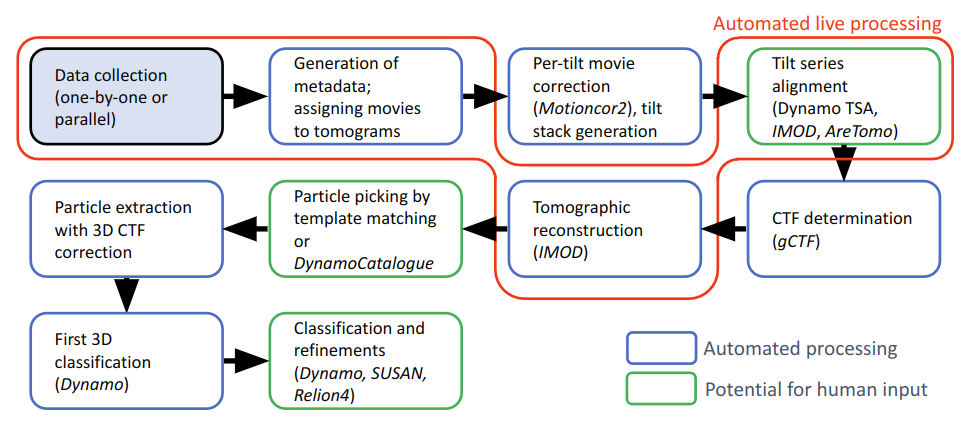 Automated live processing
Data collection
(one-by-one or
parallel)
Generation of
metadata;
assigning movies
to tomograms
Per-tilt movie
correction
(Motioncor2), tilt
stack generation
Tilt series
alignment
(Dynamo TSA,
IMOD, AreTomo)
CTF determination
(gCTF)
Tomographic
reconstruction
(IMOD)
Particle picking by
template matching
or
DynamoCatalogue
Particle extraction
with 3D CTF
correction
First 3D
classification
(Dynamo)
Classification and
refinements
(Dynamo, SUSAN,
Relion4)
Automated processing
Potential for human input